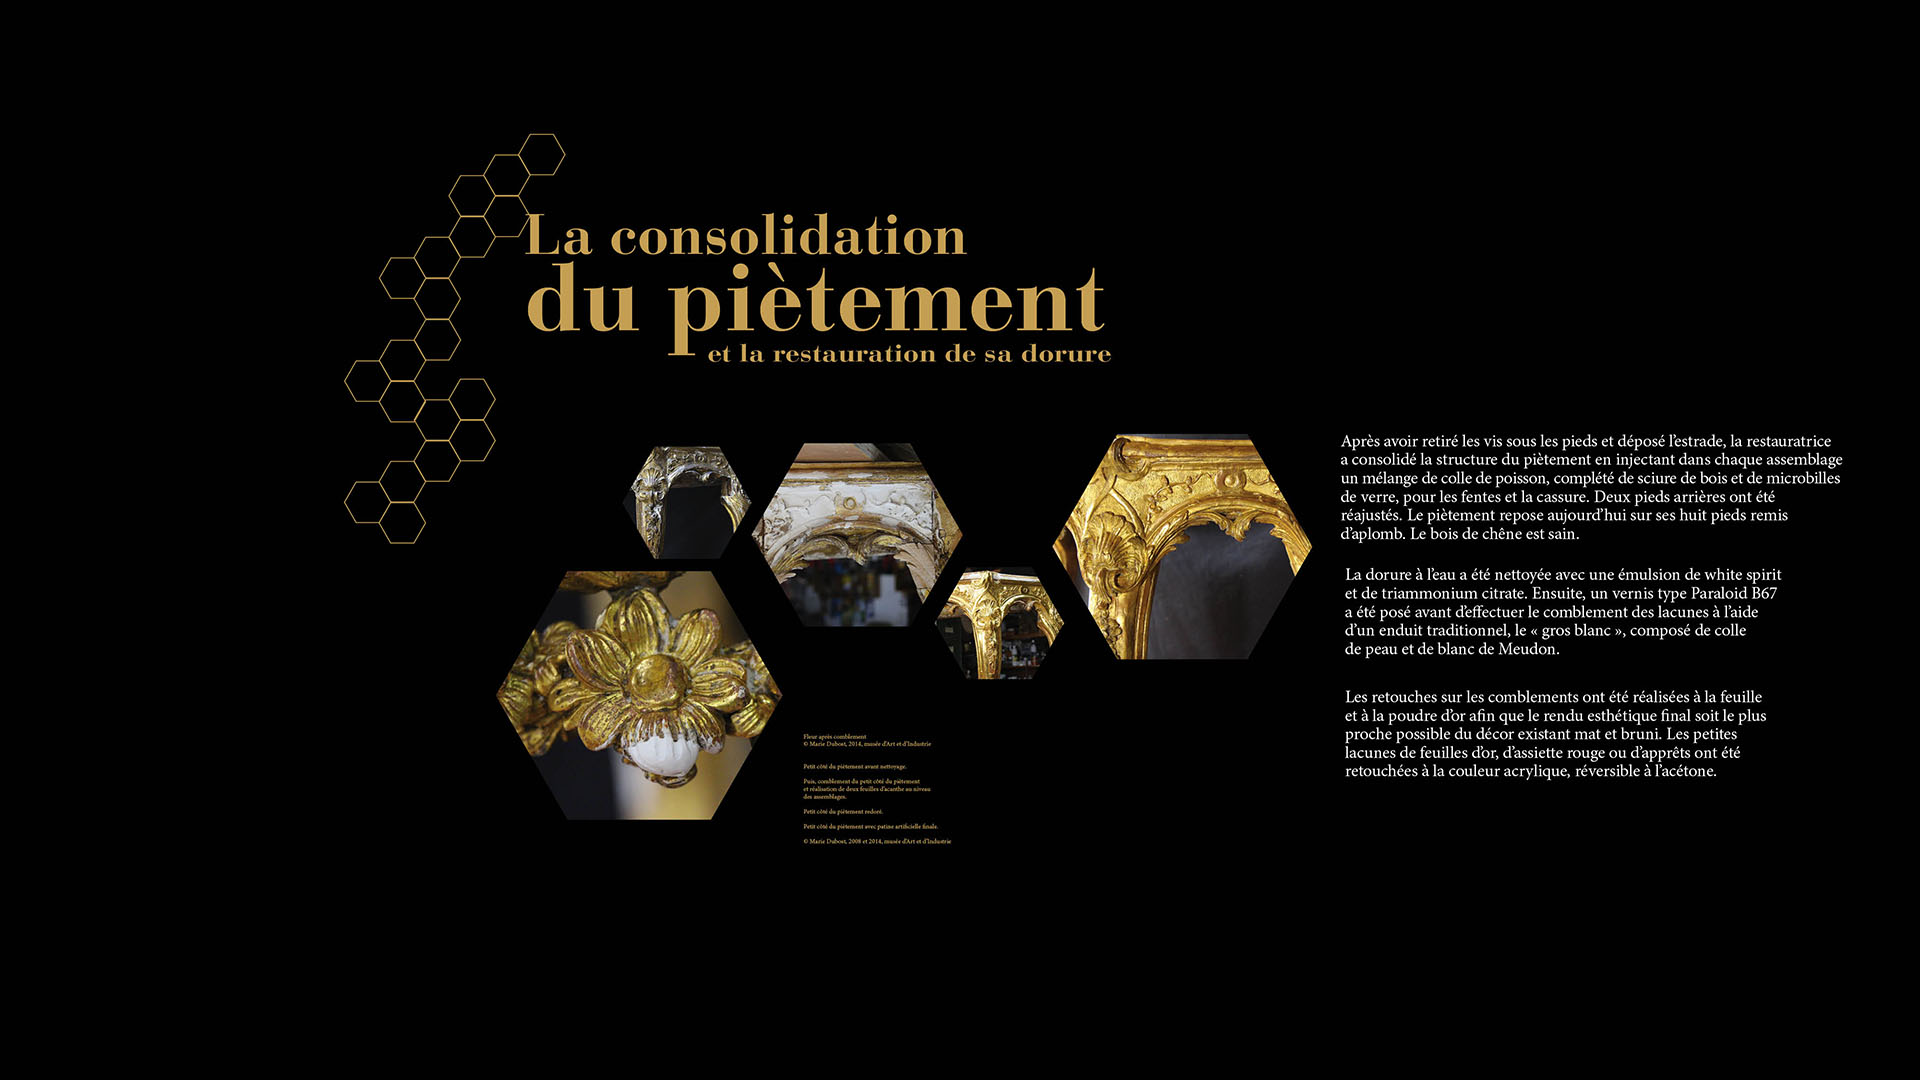 La consolidation
du piètement
et la restauration de sa dorure
Après avoir retiré les vis sous les pieds et déposé l'estrade, la restauratrice
a consolidé la structure du piètement en injectant dans chaque assemblage
un mélange de colle de poisson, complété de sciure de bois et de microbilles
de verre, pour les fentes et la cassure. Deux pieds arrières ont été
réajustés. Le piètement repose aujourd'hui sur ses huit pieds remis
d'aplomb. Le bois de chêne est sain.
La dorure à l'eau a été nettoyée avec une émulsion de white spirit
et de triammonium citrate. Ensuite, un vernis type Paraloid B67
a été posé avant d'effectuer le comblement des lacunes à l'aide
d'un enduit traditionnel, le « gros blanc », composé de colle
de peau et de blanc de Meudon.
Les retouches sur les comblements ont été réalisées à la feuille
et à la poudre d'or afin que le rendu esthétique final soit le plus
proche possible du décor existant mat et bruni. Les petites
lacunes de feuilles d'or, d'assiette rouge ou d'apprêts ont été
retouchées à la couleur acrylique, réversible à l'acétone.
Fleur après comblement
© Marie Dubost, 2014, musée d'Art et d'Industrie
Petit côté du piètement avant nettoyage.
Puis, comblement du petit côté du piètement
et réalisation de deux feuilles d'acanthe au niveau
des assemblages.
Petit côté du piètement redoré.
Petit côté du piètement avec patine artificielle finale.
© Marie Dubost, 2008 et 2014, musée d'Art et d'Industrie